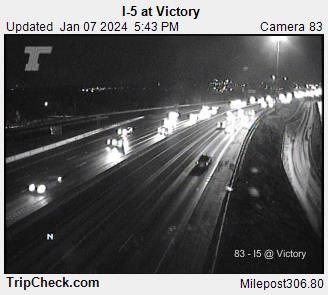 I-5 at Victory
Updated Jan 07 2024 5:43 PM Camera 83
T
N
83 - I5 @ Victory
TripCheck.com Milepost306.80